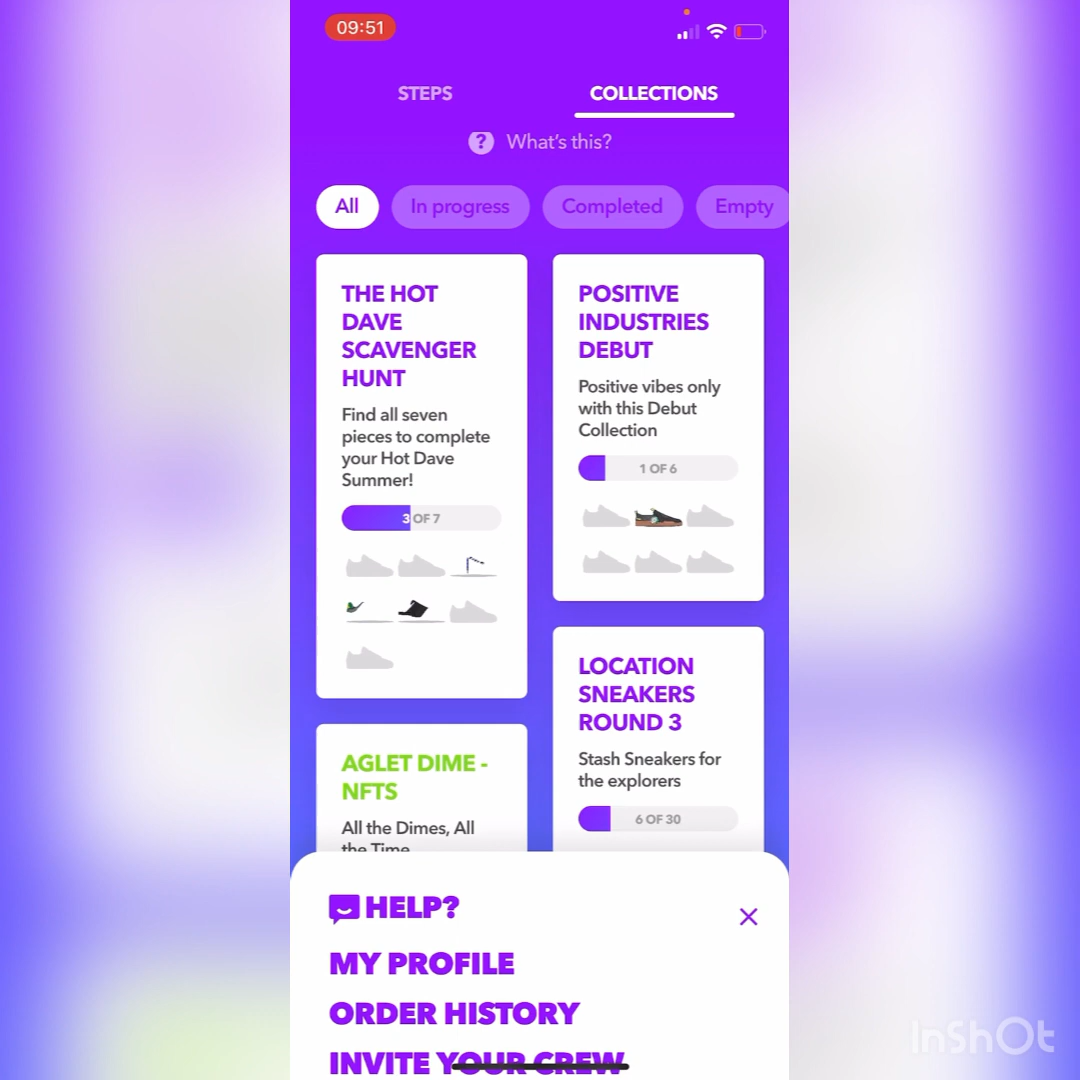 09:51
STEPS
COLLECTIONS
? What's this?
All
In progress
Completed
Empty
THE HOT
DAVE
SCAVENGER
HUNT
Find all seven
pieces to complete
your Hot Dave
Summer!
3 OF 7
POSITIVE
INDUSTRIES
DEBUT
Positive vibes only
with this Debut
Collection
1 OF 6
AGLET DIME -
NFTS
All the Dimes, All
the Time
LOCATION
SNEAKERS
ROUND 3
Stash Sneakers for
the explorers
6 OF 30
HELP?
MY PROFILE
ORDER HISTORY
INVITE YOUR CREW
InShOt